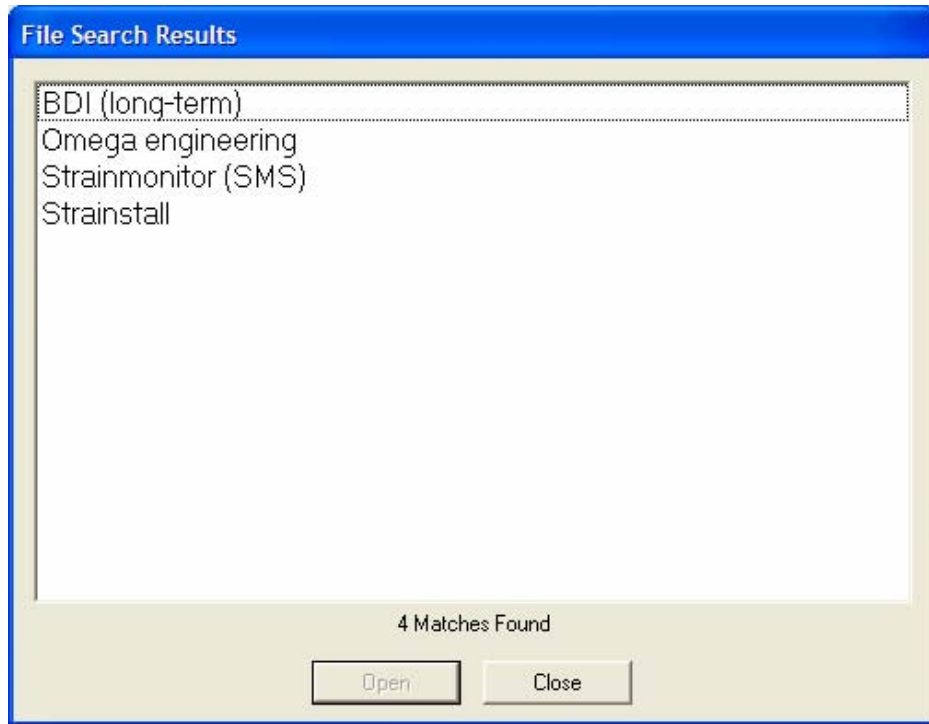 File Search Results
BDI (long-term)
Omega engineering
Strainmonitor (SMS)
Strainstall
4 Matches Found
Open
Close